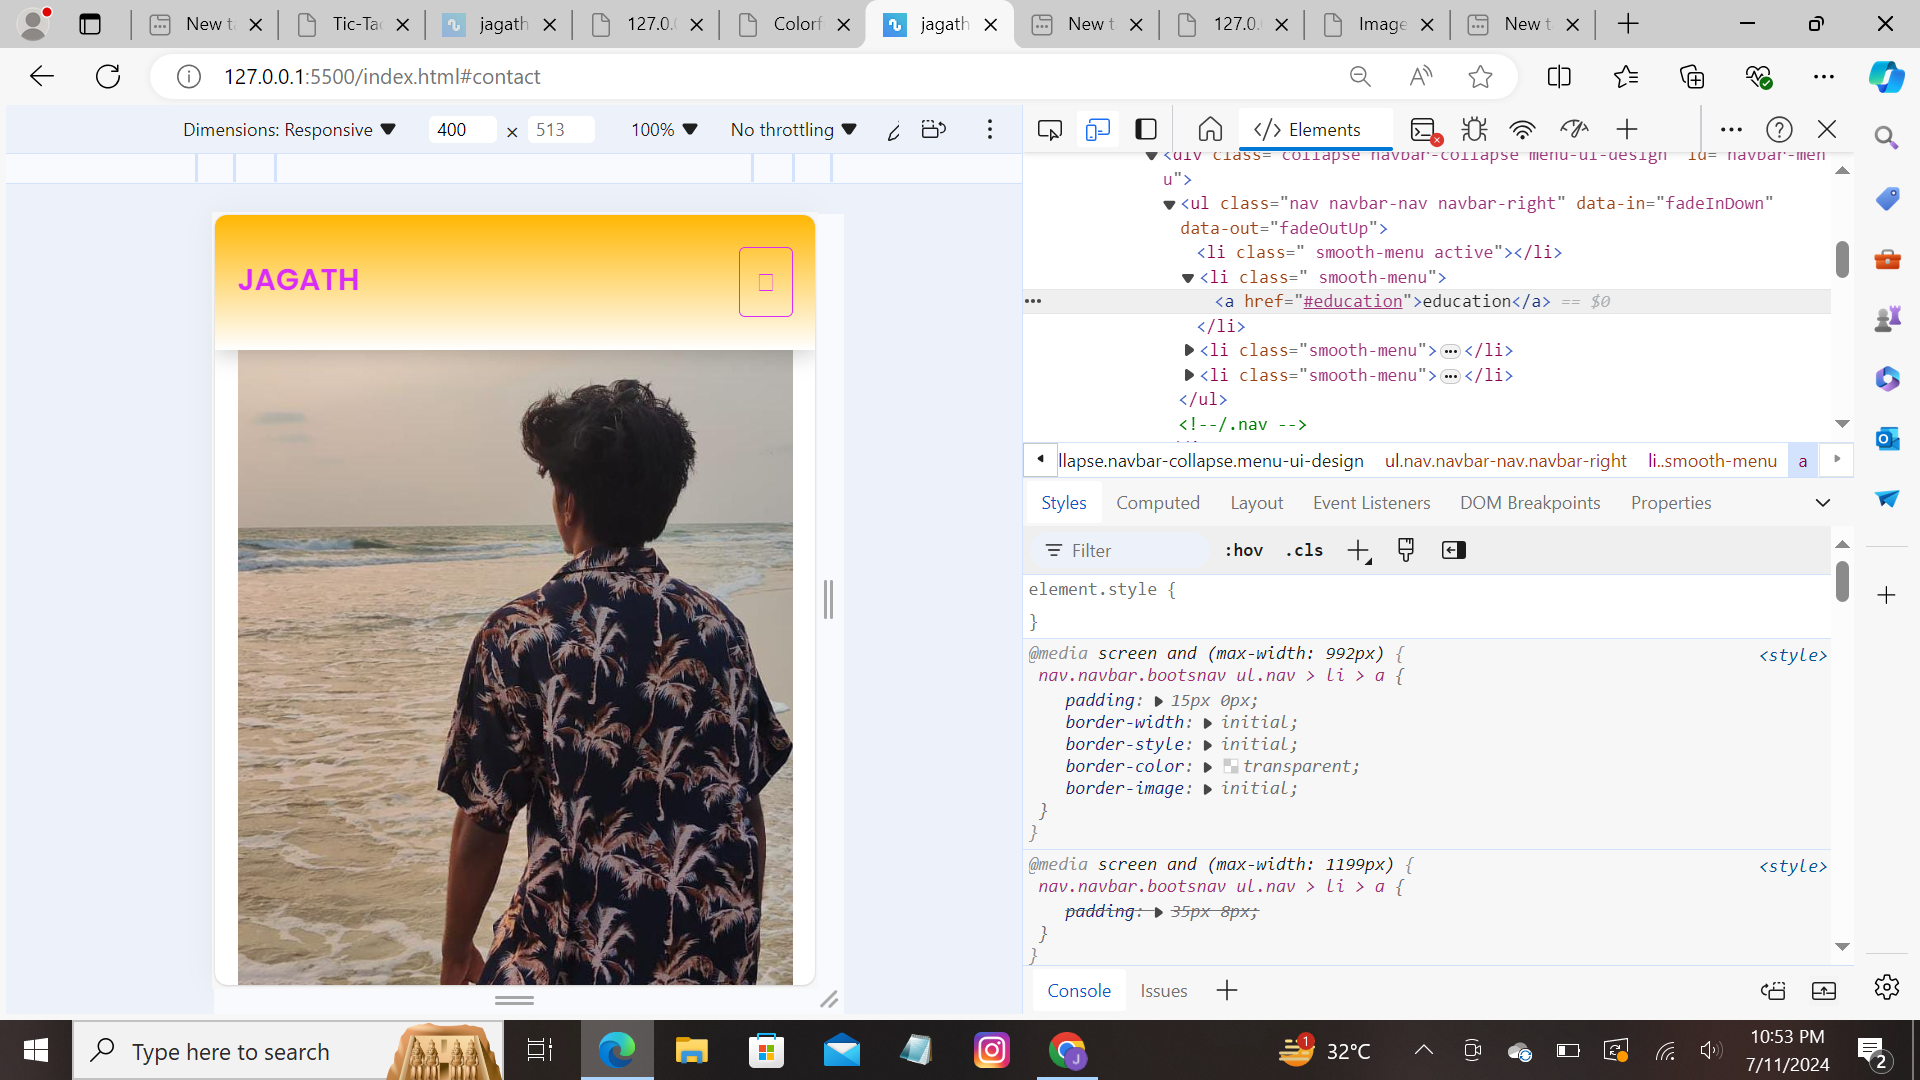 New t
Tic-Tac
jagath
127.0.0
Colorf
jagath
New t
127.0.
Image
New t
127.0.0.1:5500/index.html#contact
Dimensions: Responsive
400
×
513
100%
No throttling
Elements
<div class="collapse navbar-collapse menu-ui-design" id="navbar-men
u">
<ul class="nav navbar-nav navbar-right" data-in="fadeInDown"
data-out="fadeOutUp">
<li class=" smooth-menu active"></li>
<li class=" smooth-menu">
<a href="#education">education</a> == $0
</li>
<li class="smooth-menu"> ••• </li>
<li class="smooth-menu"> ••• </li>
</ul>
<!--/.nav -->
llapse.navbar-collapse.menu-ui-design
ul.nav.navbar-nav.navbar-right
li..smooth-menu
a
Styles
Computed
Layout
Event Listeners
DOM Breakpoints
Properties
Filter
:hov
.cls
element.style {
}
@media screen and (max-width: 992px) {
<style>
nav.navbar.bootsnav ul.nav > li > a {
padding: 15px 0px;
border-width: initial;
border-style: initial;
border-color: transparent;
border-image: initial;
}
}
@media screen and (max-width: 1199px) {
<style>
nav.navbar.bootsnav ul.nav > li > a {
padding: 35px 8px;
}
}
Console
Issues
JAGATH
Type here to search
1
32°C
10:53 PM
7/11/2024
2